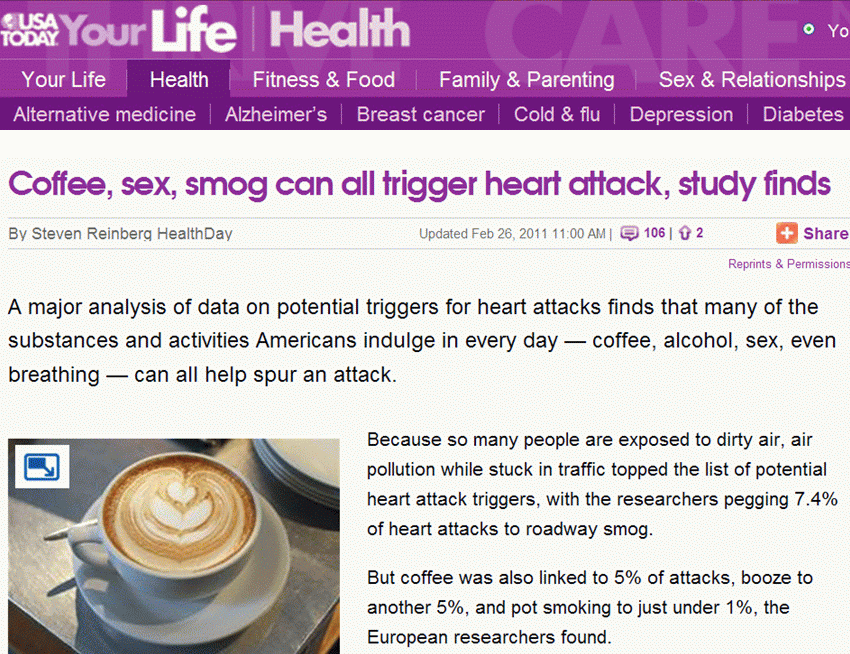 USA TODAY Your Life Health
THRIVE CARE
Yo
Your Life Health Fitness & Food Family & Parenting Sex & Relationships
Alternative medicine Alzheimer's Breast cancer Cold & flu Depression Diabetes
Coffee, sex, smog can all trigger heart attack, study finds
By Steven Reinberg HealthDay Updated Feb 26, 2011 11:00 AM | 106 | 2 Share
Reprints & Permissions
A major analysis of data on potential triggers for heart attacks finds that many of the
substances and activities Americans indulge in every day — coffee, alcohol, sex, even
breathing — can all help spur an attack.
Because so many people are exposed to dirty air, air
pollution while stuck in traffic topped the list of potential
heart attack triggers, with the researchers pegging 7.4%
of heart attacks to roadway smog.
But coffee was also linked to 5% of attacks, booze to
another 5%, and pot smoking to just under 1%, the
European researchers found.